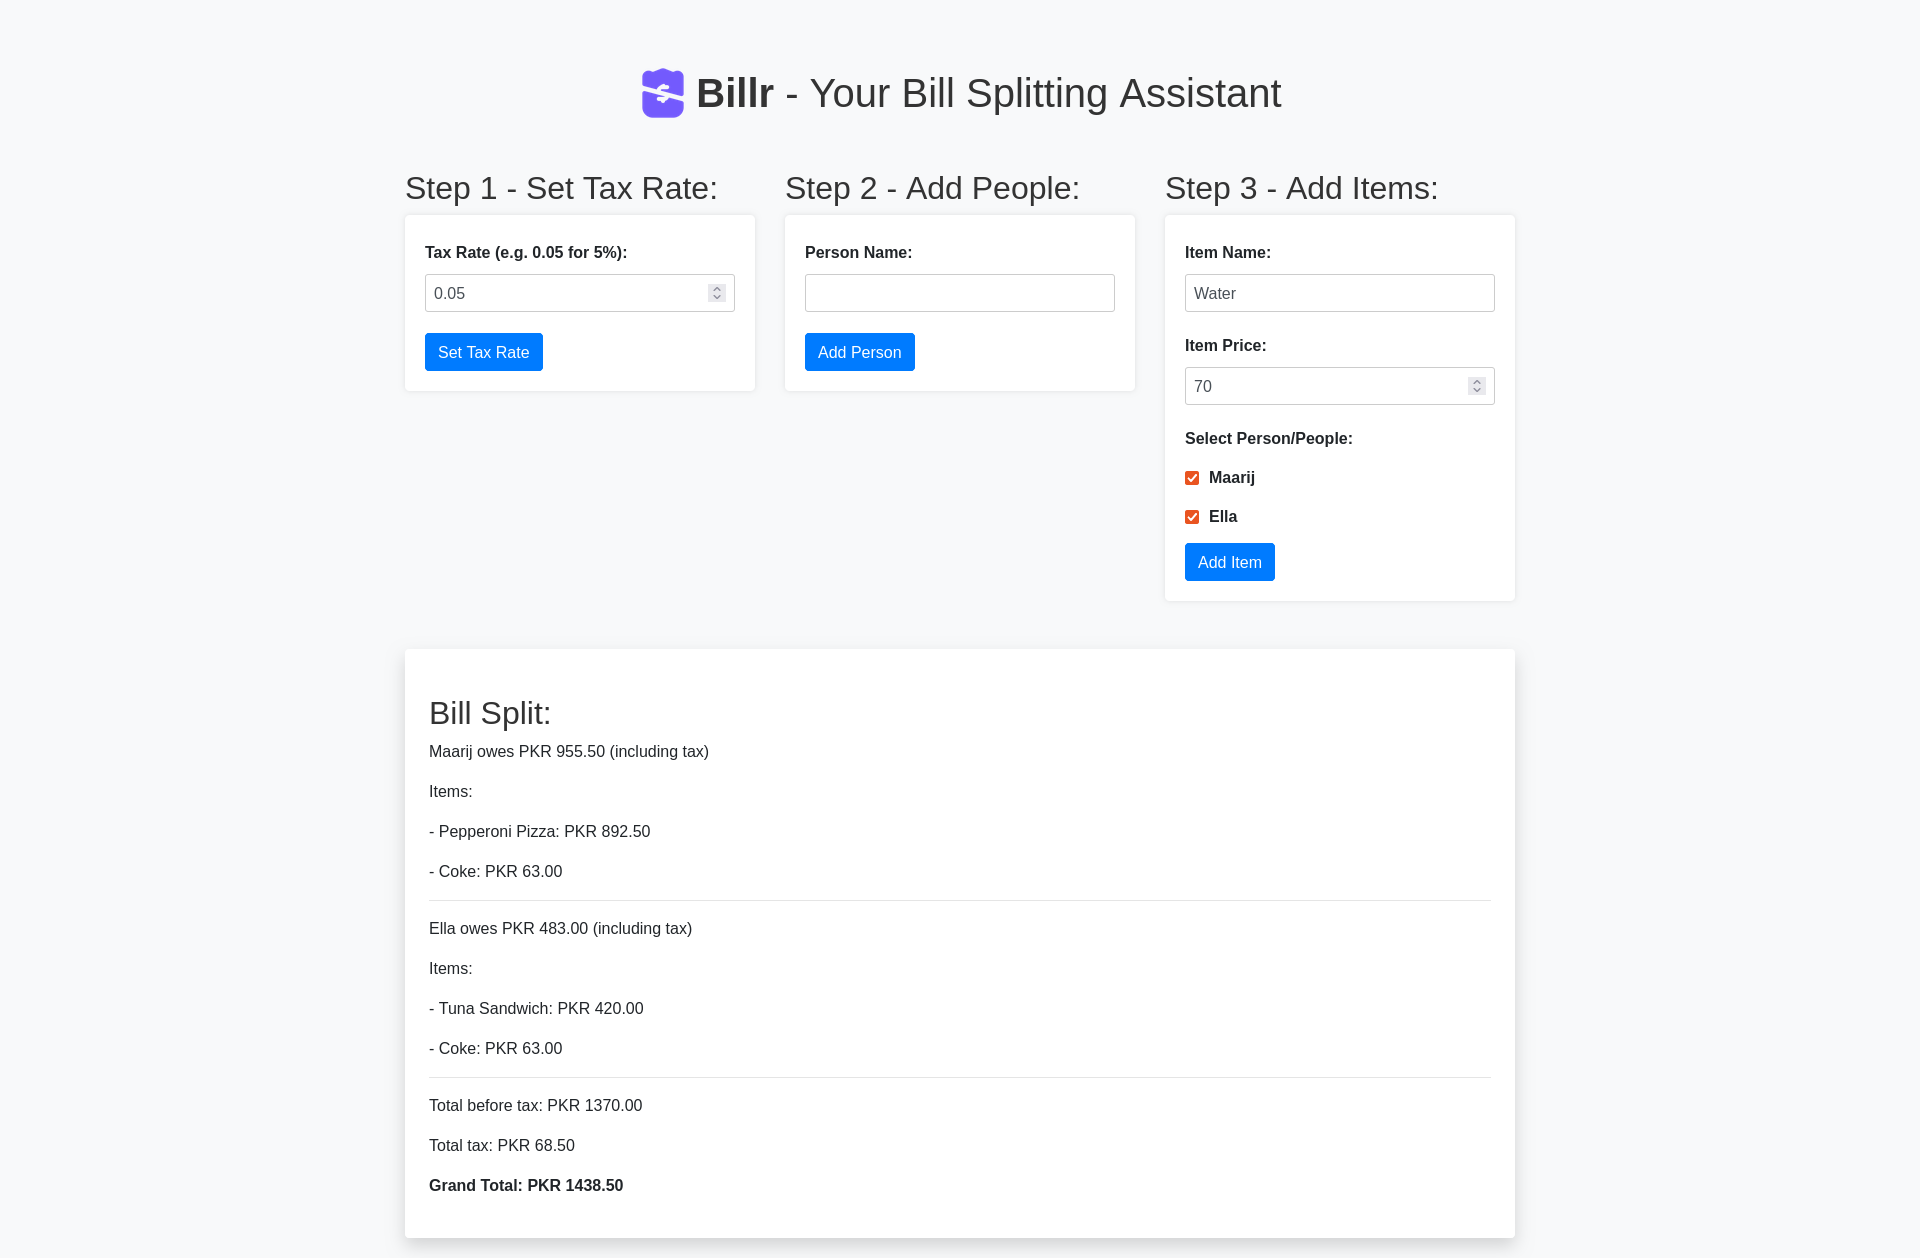 Billr - Your Bill Splitting Assistant
Step 1 - Set Tax Rate:
Tax Rate (e.g. 0.05 for 5%):
0.05
Set Tax Rate
Step 2 - Add People:
Person Name:
Add Person
Step 3 - Add Items:
Item Name:
Water
Item Price:
70
Select Person/People:
Maarij
Ella
Add Item
Bill Split:
Maarij owes PKR 955.50 (including tax)
Items:
- Pepperoni Pizza: PKR 892.50
- Coke: PKR 63.00
Ella owes PKR 483.00 (including tax)
Items:
- Tuna Sandwich: PKR 420.00
- Coke: PKR 63.00
Total before tax: PKR 1370.00
Total tax: PKR 68.50
Grand Total: PKR 1438.50